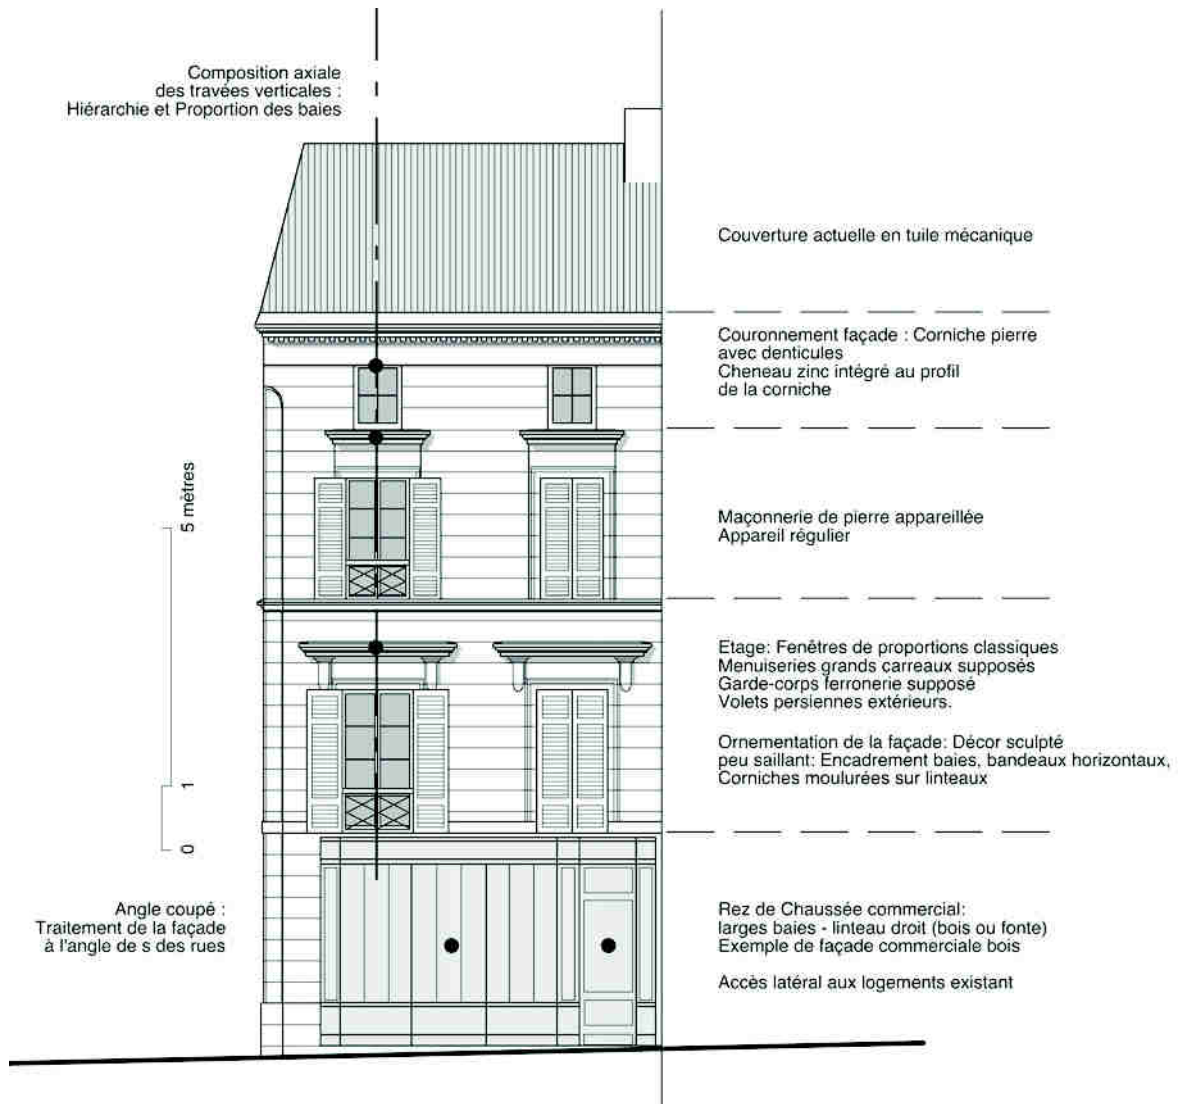 Composition axiale
des travées verticales :
Hiérarchie et Proportion des baies
Couverture actuelle en tuile mécanique
Couronnement façade : Corniche pierre
avec denticules
Cheneau zinc intégré au profil
de la corniche
5 mètres
1
0
Maçonnerie de pierre appareillée
Appareil régulier
Etage: Fenêtres de proportions classiques
Menuiseries grands carreaux supposés
Garde-corps ferronerie supposé
Volets persiennes extérieurs.
Ornementation de la façade: Décor sculpté
peu saillant: Encadrement baies, bandeaux horizontaux,
Corniches moulurées sur linteaux
Angle coupé :
Traitement de la façade
à l'angle de s des rues
Rez de Chaussée commercial:
larges baies - linteau droit (bois ou fonte)
Exemple de façade commerciale bois
Accès latéral aux logements existant